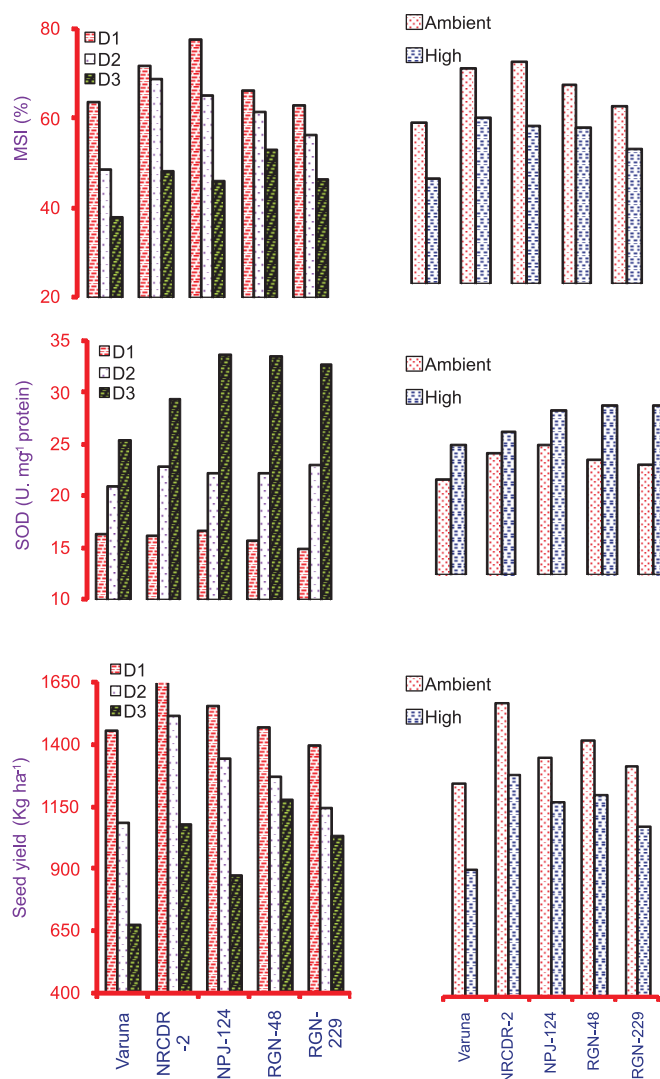 MSI (%)
80
60
40
20
D1
D2
D3
Ambient
High
SOD (U. mg¹ protein)
35
30
25
20
15
10
D1
D2
D3
Ambient
High
Seed yield (Kg ha⁻¹)
1650
1400
1150
900
650
400
D1
D2
D3
Ambient
High
Varuna
NRCDR
-2
NPJ-124
RGN-48
RGN-
229
Varuna
NRCDR-2
NPJ-124
RGN-48
RGN-229